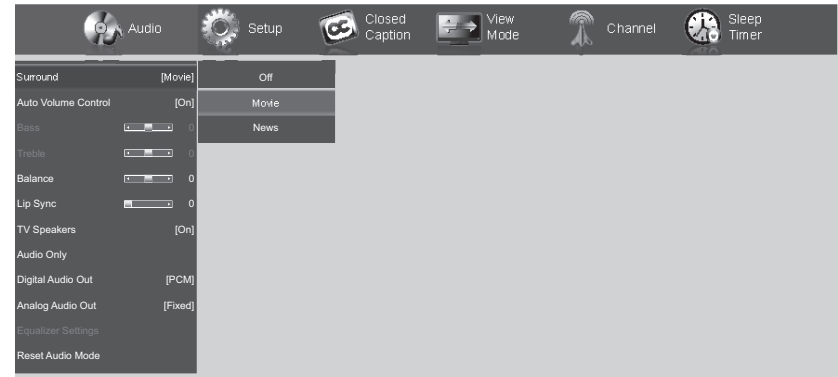 Audio
Setup
CC
Closed
Caption
View
Mode
Channel
Sleep
Timer
Surround [Movie]
Off
Auto Volume Control [On]
Movie
Bass 0
News
Treble 0
Balance 0
Lip Sync 0
TV Speakers [On]
Audio Only
Digital Audio Out [PCM]
Analog Audio Out [Fixed]
Equalizer Settings
Reset Audio Mode